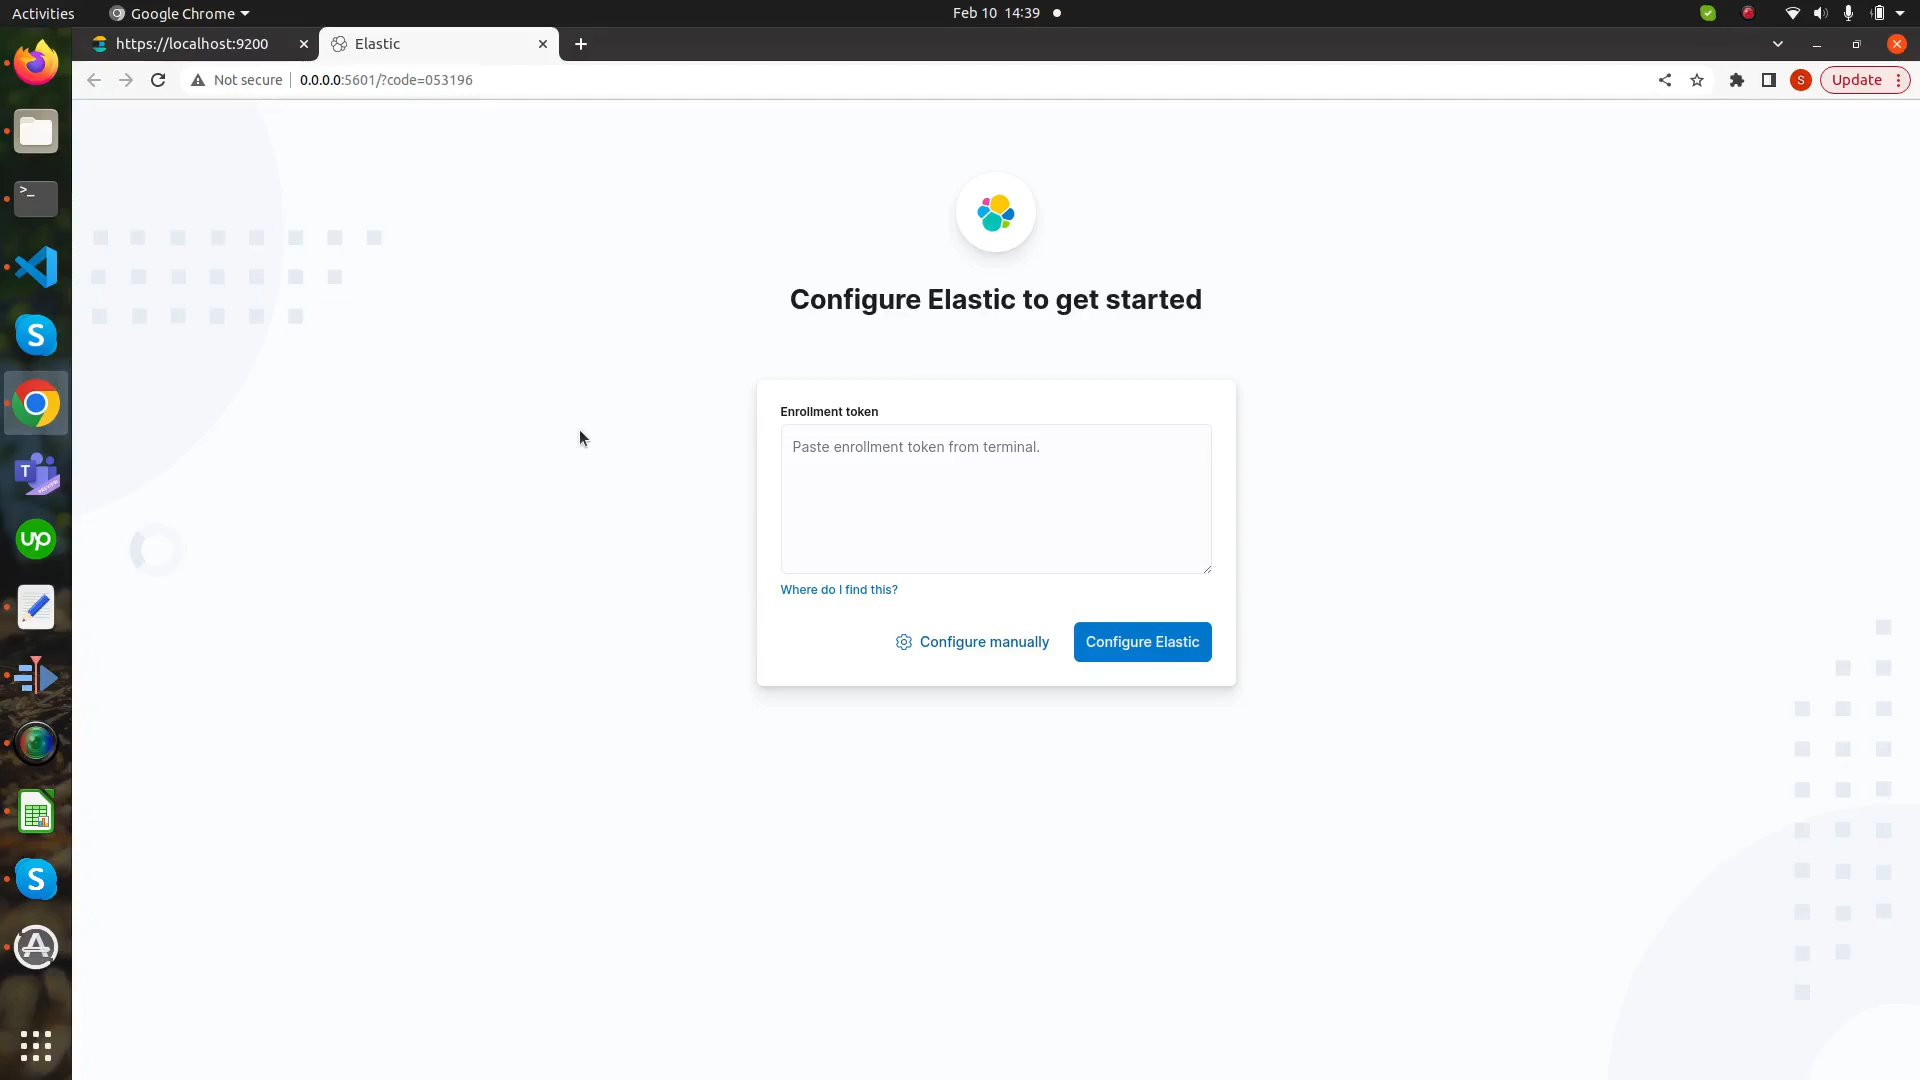 Activities
Google Chrome
Feb 10 14:39
https://localhost:9200
Elastic
Not secure
0.0.0.0:5601/?code=053196
S
Update
Configure Elastic to get started
Enrollment token
Paste enrollment token from terminal.
Where do I find this?
Configure manually
Configure Elastic
>_
S
T
up
S
A